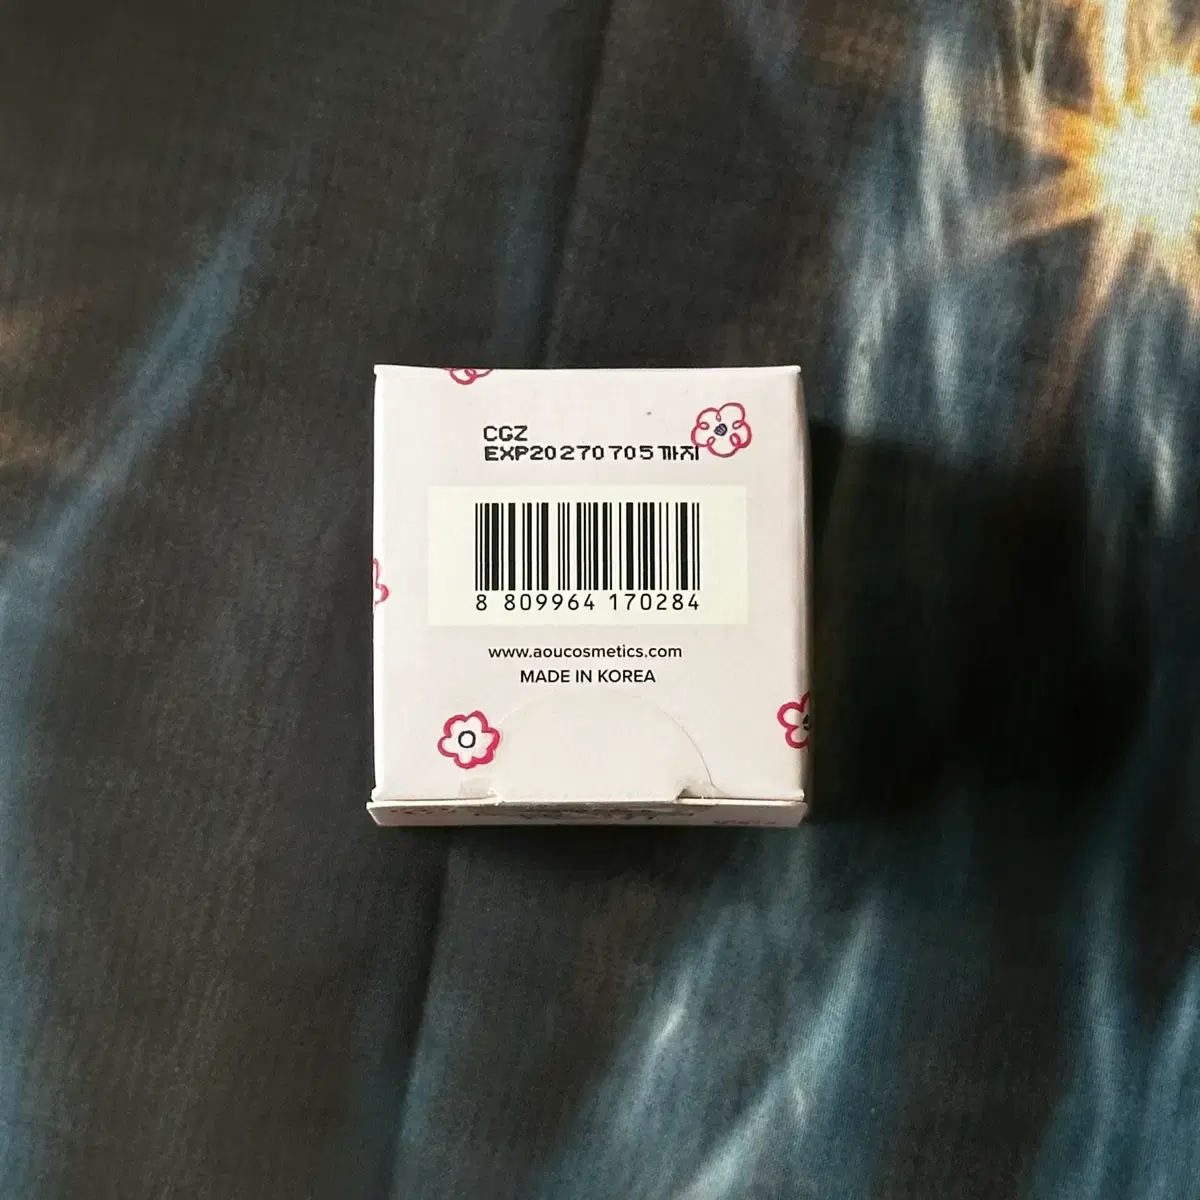 CGZ
EXP20270705까지
8 809964 170284
www.aoucosmetics.com
MADE IN KOREA